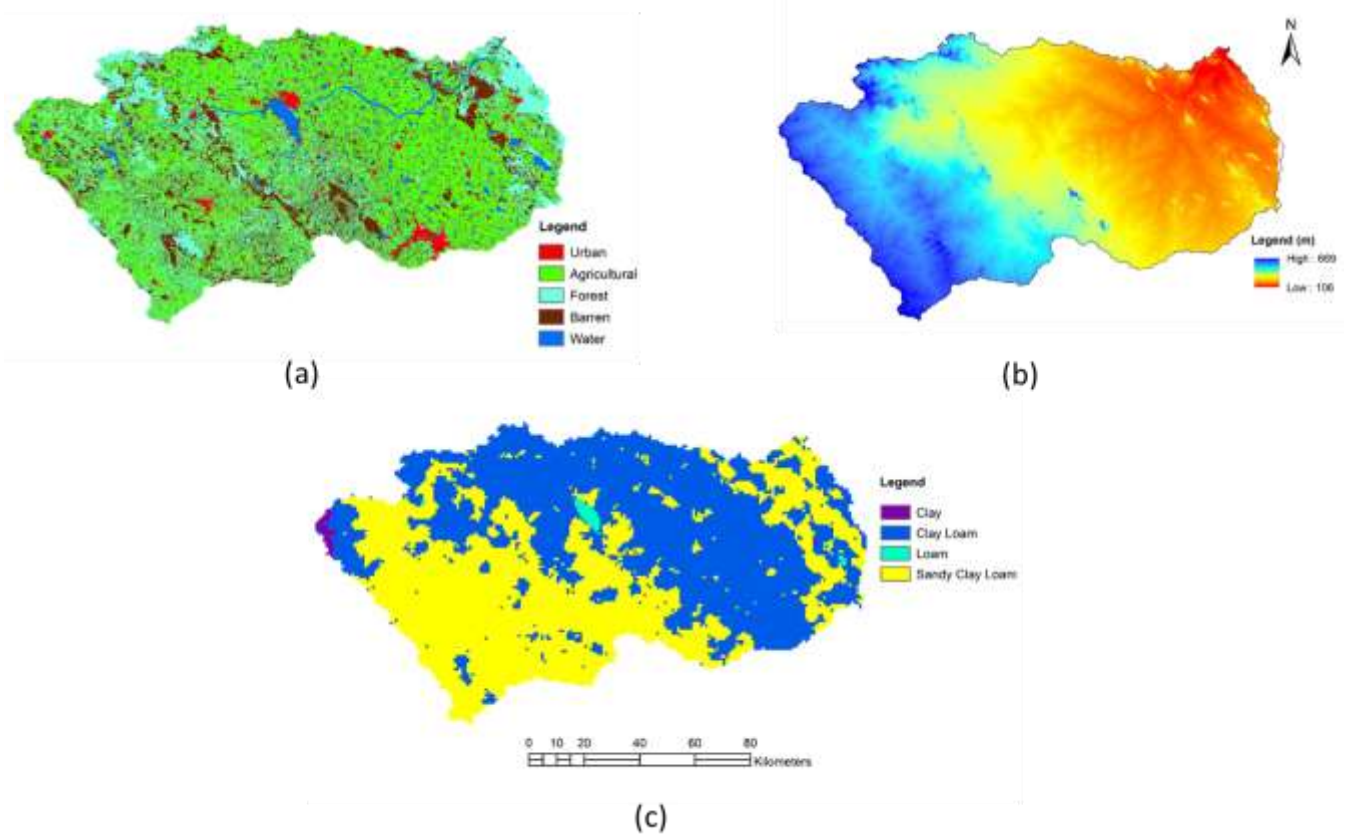 Legend
Urban
Agricultural
Forest
Barren
Water
(a)
N
Legend (m)
High : 669
Low : 106
(b)
Legend
Clay
Clay Loam
Loam
Sandy Clay Loam
0 10 20 40 60 80
Kilometers
(c)